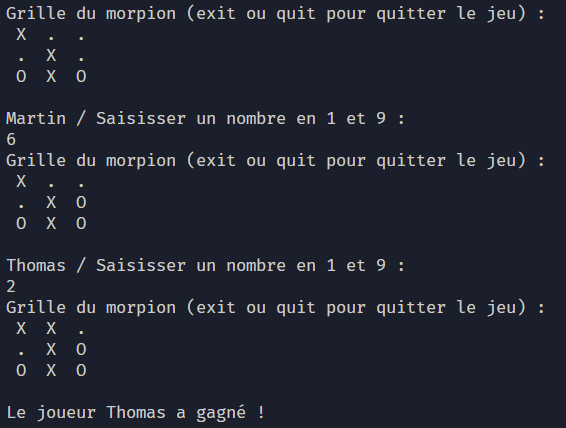 Grille du morpion (exit ou quit pour quitter le jeu) :
X . .
. X .
O X O
Martin / Saisisser un nombre en 1 et 9 :
6
Grille du morpion (exit ou quit pour quitter le jeu) :
X . .
. X O
O X O
Thomas / Saisisser un nombre en 1 et 9 :
2
Grille du morpion (exit ou quit pour quitter le jeu) :
X X .
. X O
O X O
Le joueur Thomas a gagné !